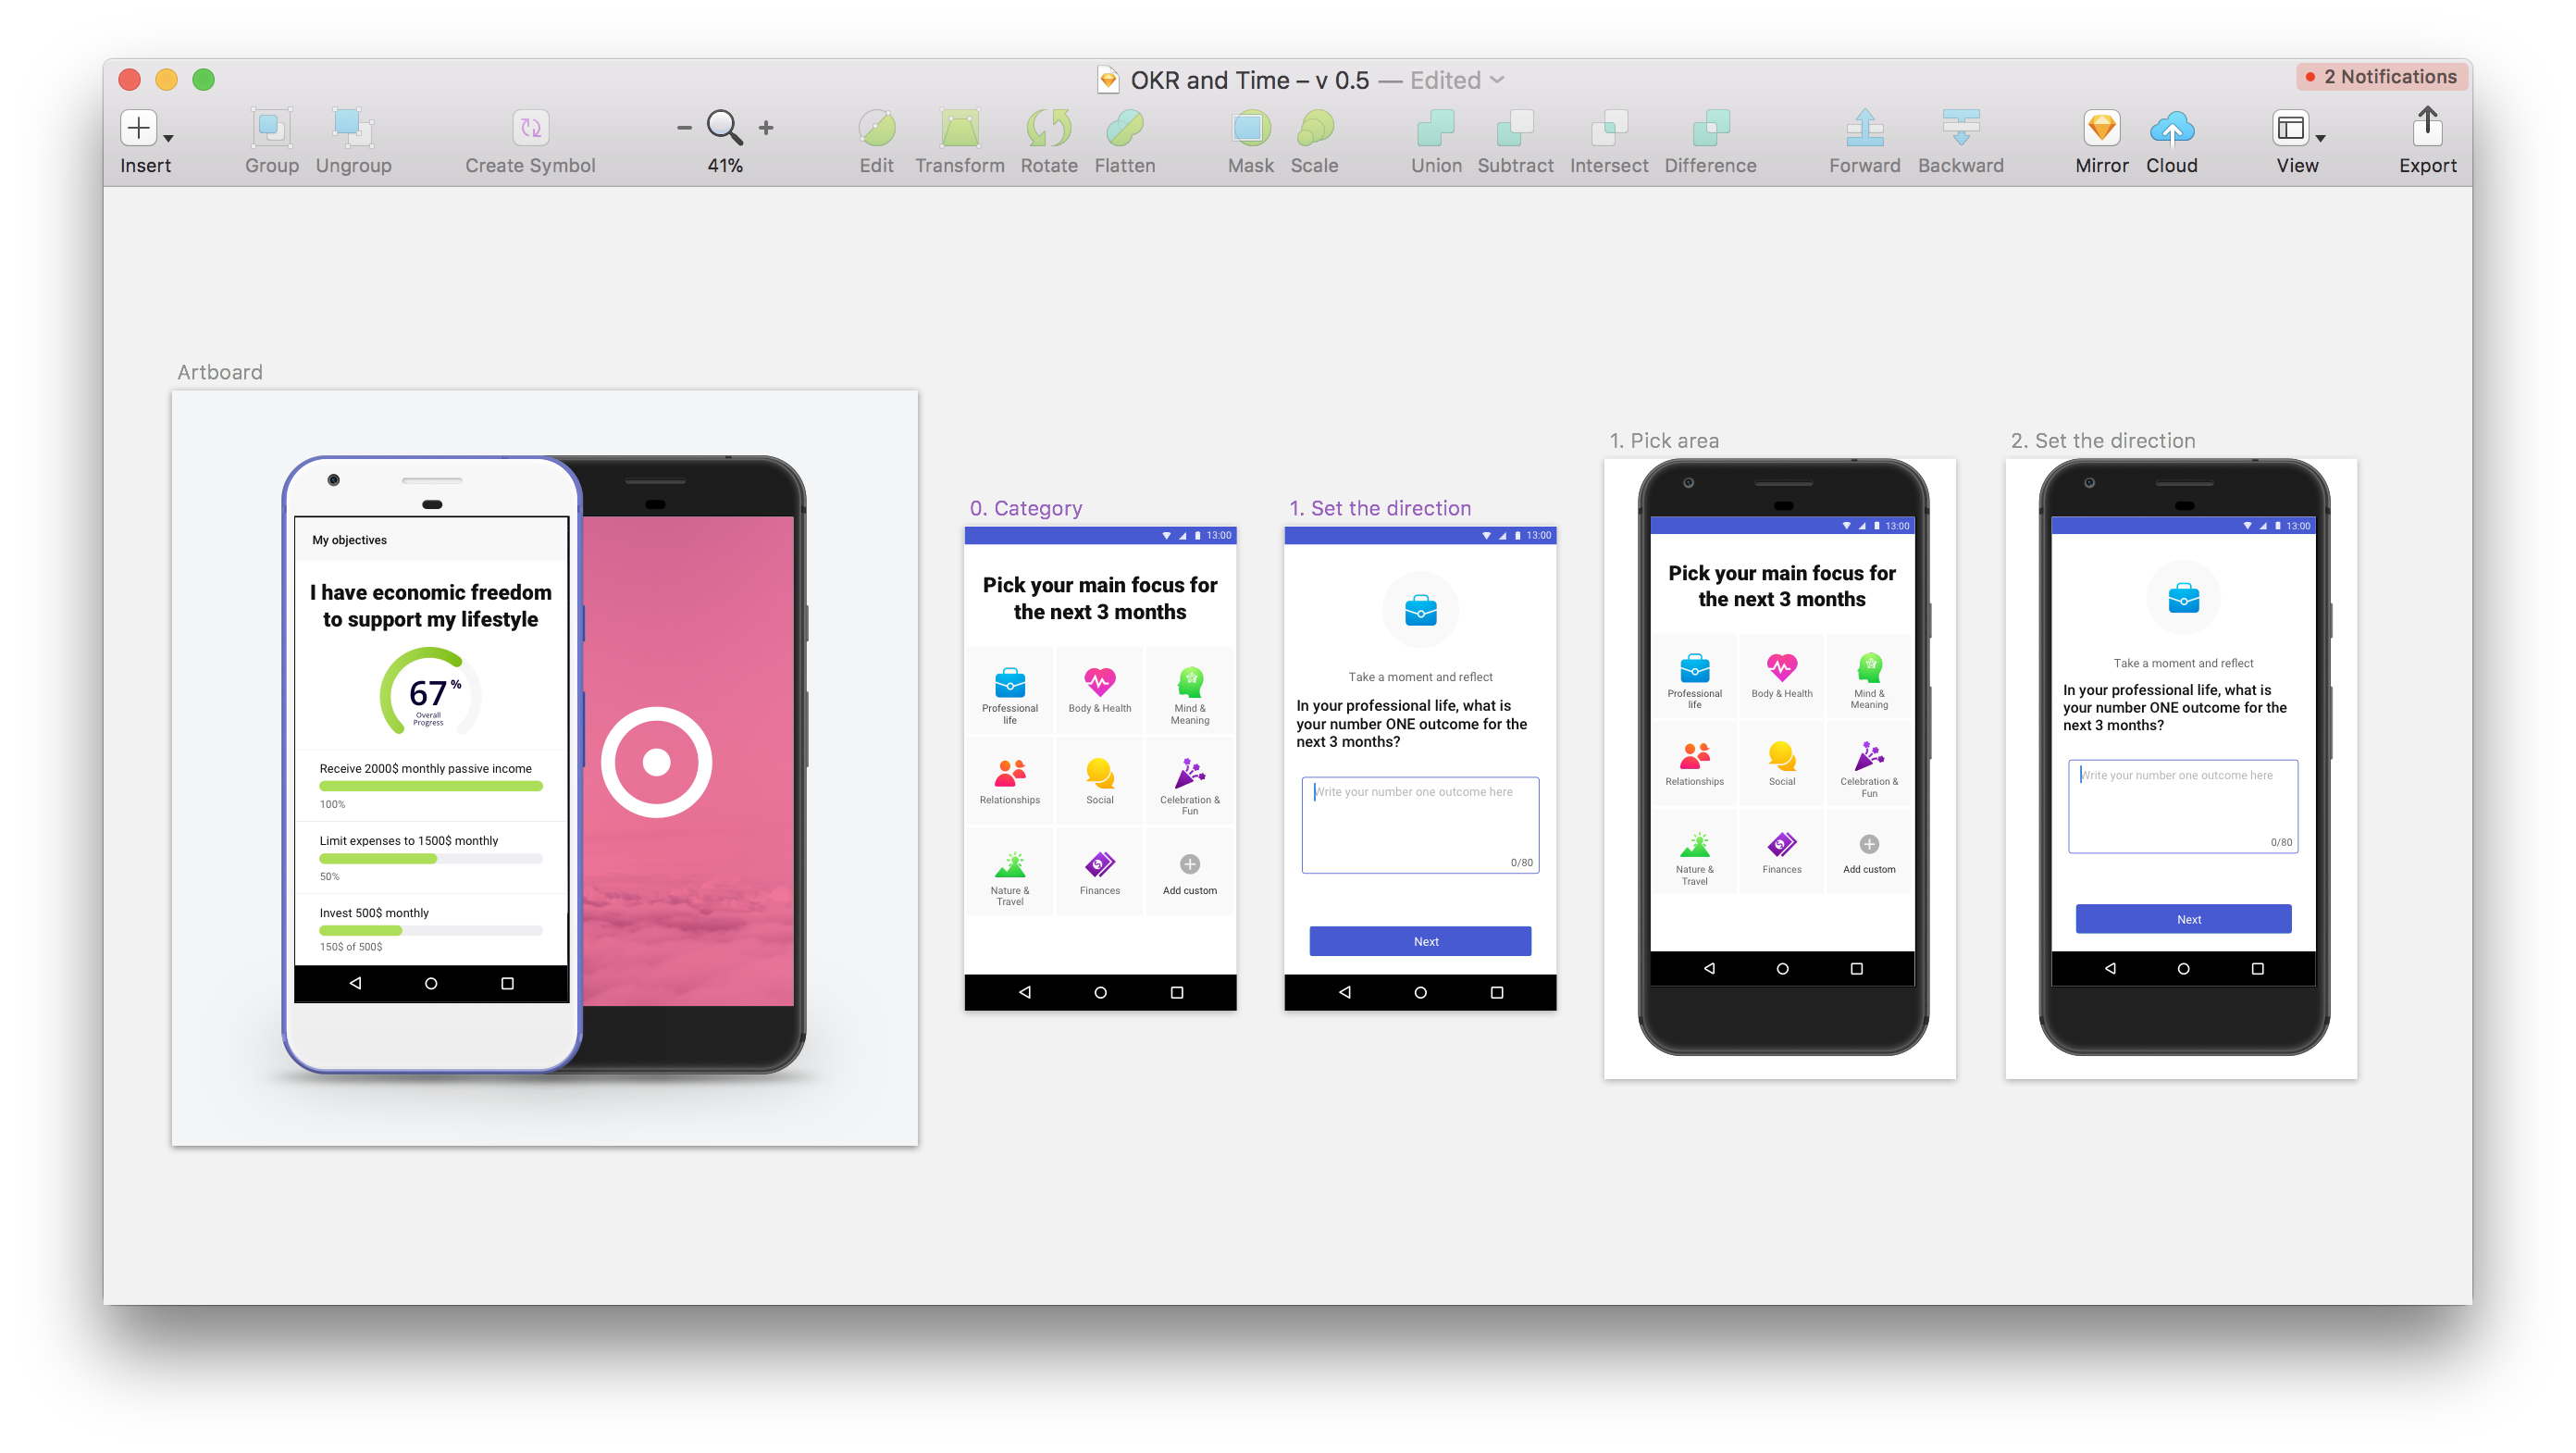 OKR and Time – v 0.5 — Edited
2 Notifications
Insert
Group
Ungroup
Create Symbol
41%
Edit
Transform
Rotate
Flatten
Mask
Scale
Union
Subtract
Intersect
Difference
Forward
Backward
Mirror
Cloud
View
Export
Artboard
My objectives
I have economic freedom
to support my lifestyle
67%
Overall
Progress
Receive 2000$ monthly passive income
100%
Limit expenses to 1500$ monthly
50%
Invest 500$ monthly
150$ of 500$
0. Category
13:00
Pick your main focus for
the next 3 months
Professional
life
Body & Health
Mind &
Meaning
Relationships
Social
Celebration &
Fun
Nature &
Travel
Finances
Add custom
1. Set the direction
13:00
Take a moment and reflect
In your professional life, what is
your number ONE outcome for the
next 3 months?
Write your number one outcome here
0/80
Next
1. Pick area
13:00
Pick your main focus for
the next 3 months
Professional
life
Body & Health
Mind &
Meaning
Relationships
Social
Celebration &
Fun
Nature &
Travel
Finances
Add custom
2. Set the direction
13:00
Take a moment and reflect
In your professional life, what is
your number ONE outcome for the
next 3 months?
Write your number one outcome here
0/80
Next